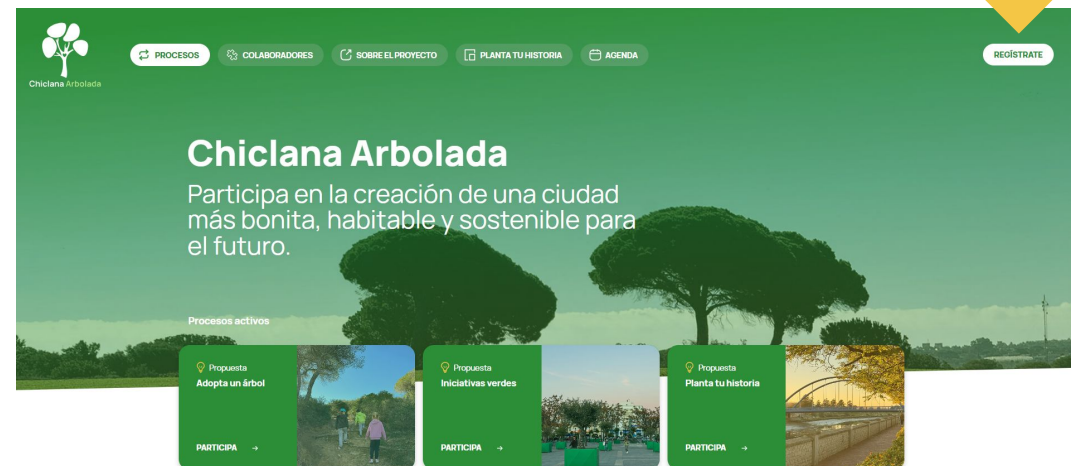 Chiclana Arbolada
PROCESOS
COLABORADORES
SOBRE EL PROYECTO
PLANTA TU HISTORIA
AGENDA
REGÍSTRATE
Chiclana Arbolada
Participa en la creación de una ciudad
más bonita, habitable y sostenible para
el futuro.
Procesos activos
Propuesta
Adopta un árbol
PARTICIPA →
Propuesta
Iniciativas verdes
PARTICIPA →
Propuesta
Planta tu historia
PARTICIPA →